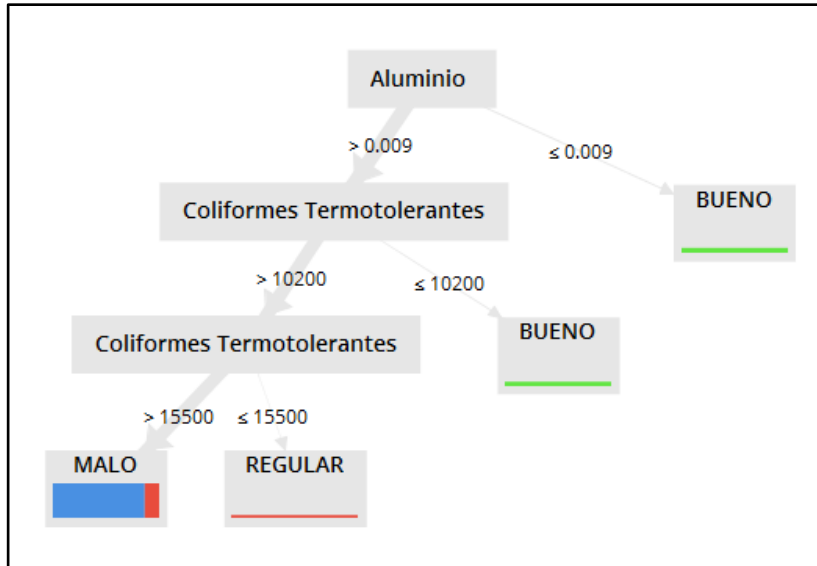 Aluminio
> 0.009
≤ 0.009
Coliformes Termotolerantes
BUENO
> 10200
≤ 10200
Coliformes Termotolerantes
BUENO
> 15500
≤ 15500
MALO
REGULAR